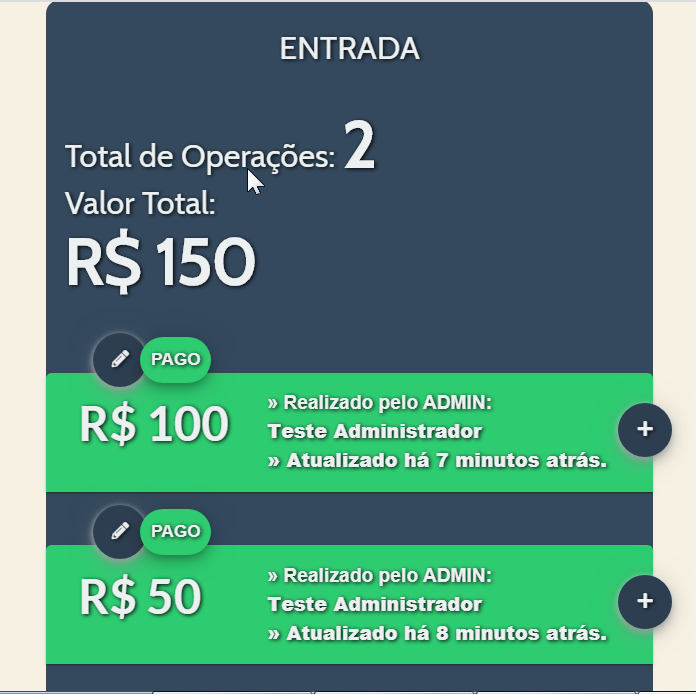 ENTRADA
Total de Operações: 2
Valor Total:
R$ 150
PAGO
R$ 100
» Realizado pelo ADMIN:
Teste Administrador
» Atualizado há 7 minutos atrás.
+
PAGO
R$ 50
» Realizado pelo ADMIN:
Teste Administrador
» Atualizado há 8 minutos atrás.
+